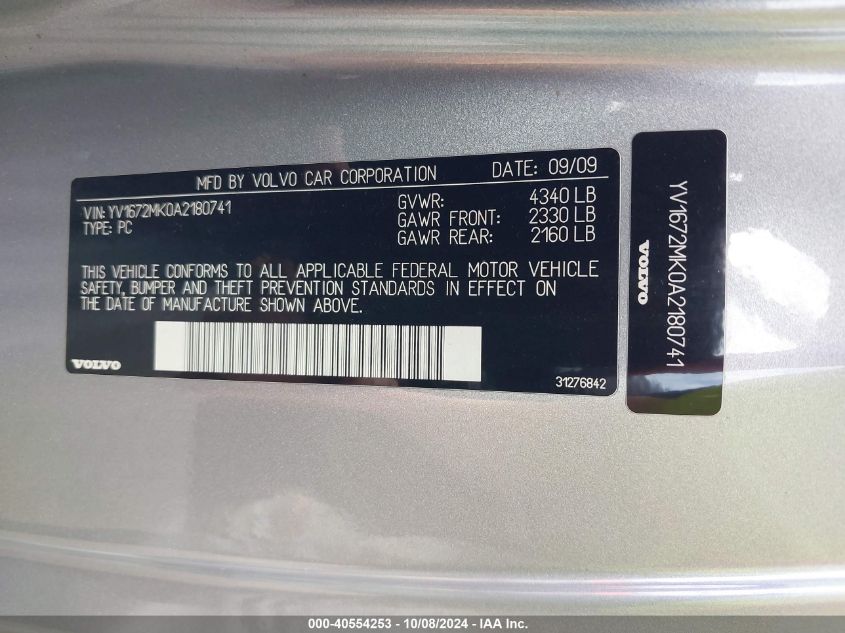 MFD BY VOLVO CAR CORPORATION DATE: 09/09
VIN: YV1672MK0A2180741
TYPE: PC
GVWR: 4340 LB
GAWR FRONT: 2330 LB
GAWR REAR: 2160 LB
THIS VEHICLE CONFORMS TO ALL APPLICABLE FEDERAL MOTOR VEHICLE
SAFETY, BUMPER AND THEFT PREVENTION STANDARDS IN EFFECT ON
THE DATE OF MANUFACTURE SHOWN ABOVE.
VOLVO
31276842
YV1672MK0A2180741
VOLVO
000-40554253 - 10/08/2024 - IAA Inc.